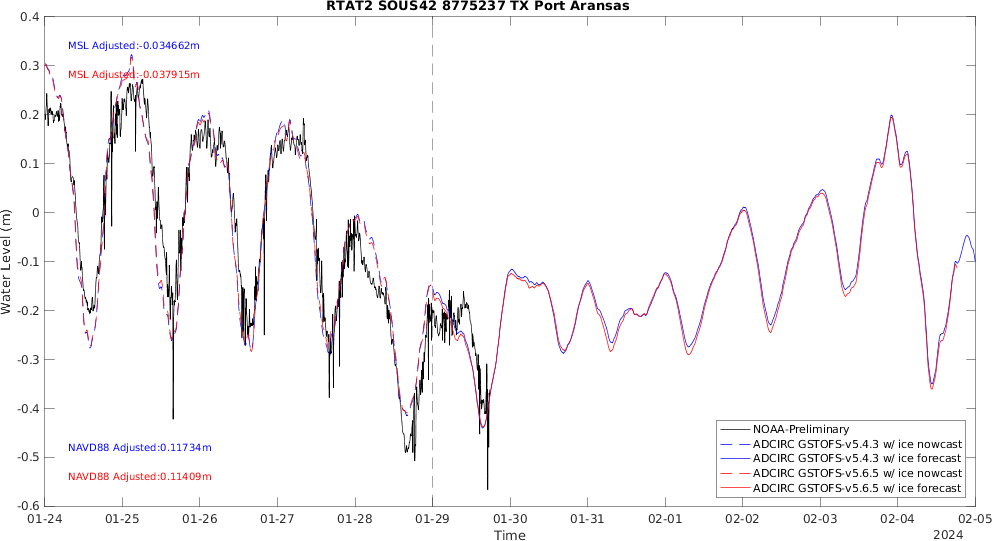 RTAT2 SOUS42 8775237 TX Port Aransas
MSL Adjusted:-0.034662m
MSL Adjusted:-0.037915m
NAVD88 Adjusted:0.11734m
NAVD88 Adjusted:0.11409m
Water Level (m)
0.4
0.3
0.2
0.1
0
-0.1
-0.2
-0.3
-0.4
-0.5
-0.6
NOAA-Preliminary
ADCIRC GSTOFS-v5.4.3 w/ ice nowcast
ADCIRC GSTOFS-v5.4.3 w/ ice forecast
ADCIRC GSTOFS-v5.6.5 w/ ice nowcast
ADCIRC GSTOFS-v5.6.5 w/ ice forecast
01-24 01-25 01-26 01-27 01-28 01-29 01-30 01-31 02-01 02-02 02-03 02-04 02-05
Time
2024